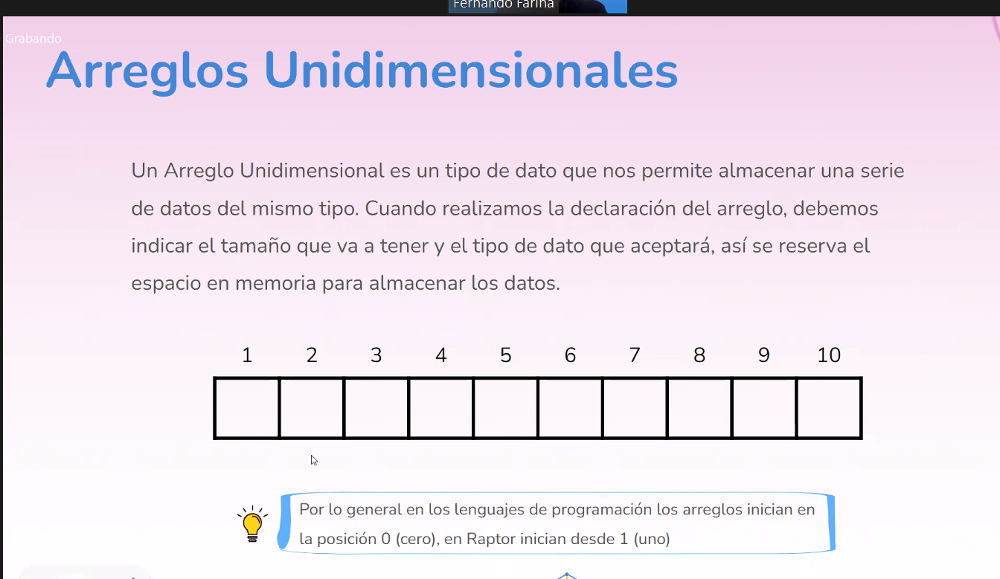 Fernando Farina
Grabando
Arreglos Unidimensionales
Un Arreglo Unidimensional es un tipo de dato que nos permite almacenar una serie
de datos del mismo tipo. Cuando realizamos la declaración del arreglo, debemos
indicar el tamaño que va a tener y el tipo de dato que aceptará, así se reserva el
espacio en memoria para almacenar los datos.
1 2 3 4 5 6 7 8 9 10
Por lo general en los lenguajes de programación los arreglos inician en
la posición 0 (cero), en Raptor inician desde 1 (uno)